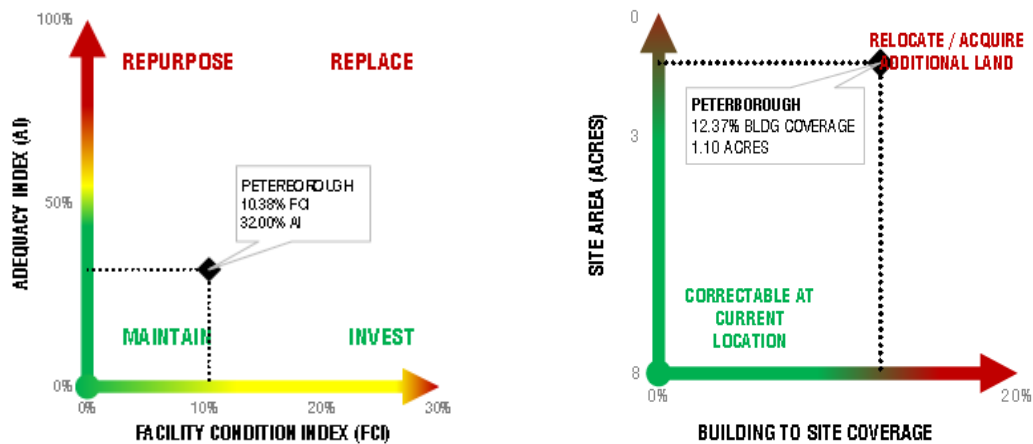 100%
REPURPOSE
REPLACE
ADEQUACY INDEX (AI)
50%
PETERBOROUGH
10.38% FCI
32.00% AI
MAINTAIN
INVEST
0%
0%
10%
20%
30%
FACILITY CONDITION INDEX (FCI)
0
RELOCATE / ACQUIRE
ADDITIONAL LAND
PETERBOROUGH
12.37% BLDG COVERAGE
1.10 ACRES
3
SITE AREA (ACRES)
CORRECTABLE AT
CURRENT
LOCATION
8
0%
20%
BUILDING TO SITE COVERAGE